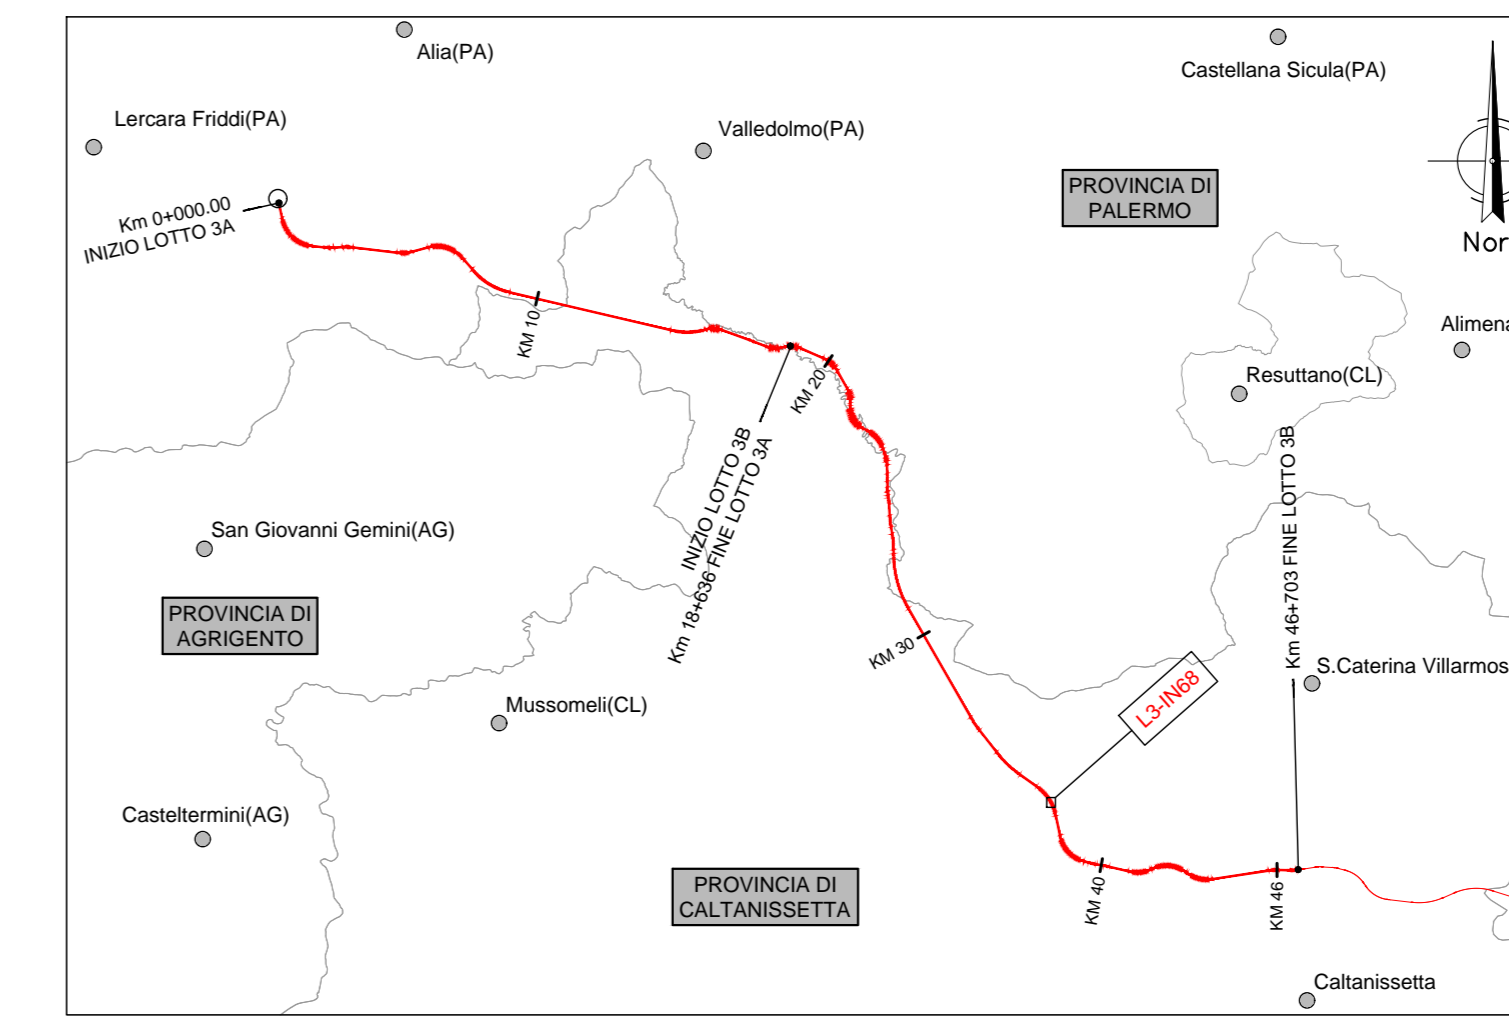 Alia(PA)
Castellana Sicula(PA)
Lercara Friddi(PA)
Valledolmo(PA)
PROVINCIA DI
PALERMO
Km 0+000.00
INIZIO LOTTO 3A
Nor
KM 10
Alimena
KM 20
Resuttano(CL)
INIZIO LOTTO 3B
Km 18+636 FINE LOTTO 3A
Km 46+703 FINE LOTTO 3B
San Giovanni Gemini(AG)
PROVINCIA DI
AGRIGENTO
KM 30
S.Caterina Villarmos
L3-IN68
Mussomeli(CL)
Casteltermini(AG)
PROVINCIA DI
CALTANISSETTA
KM 40
KM 46
Caltanissetta